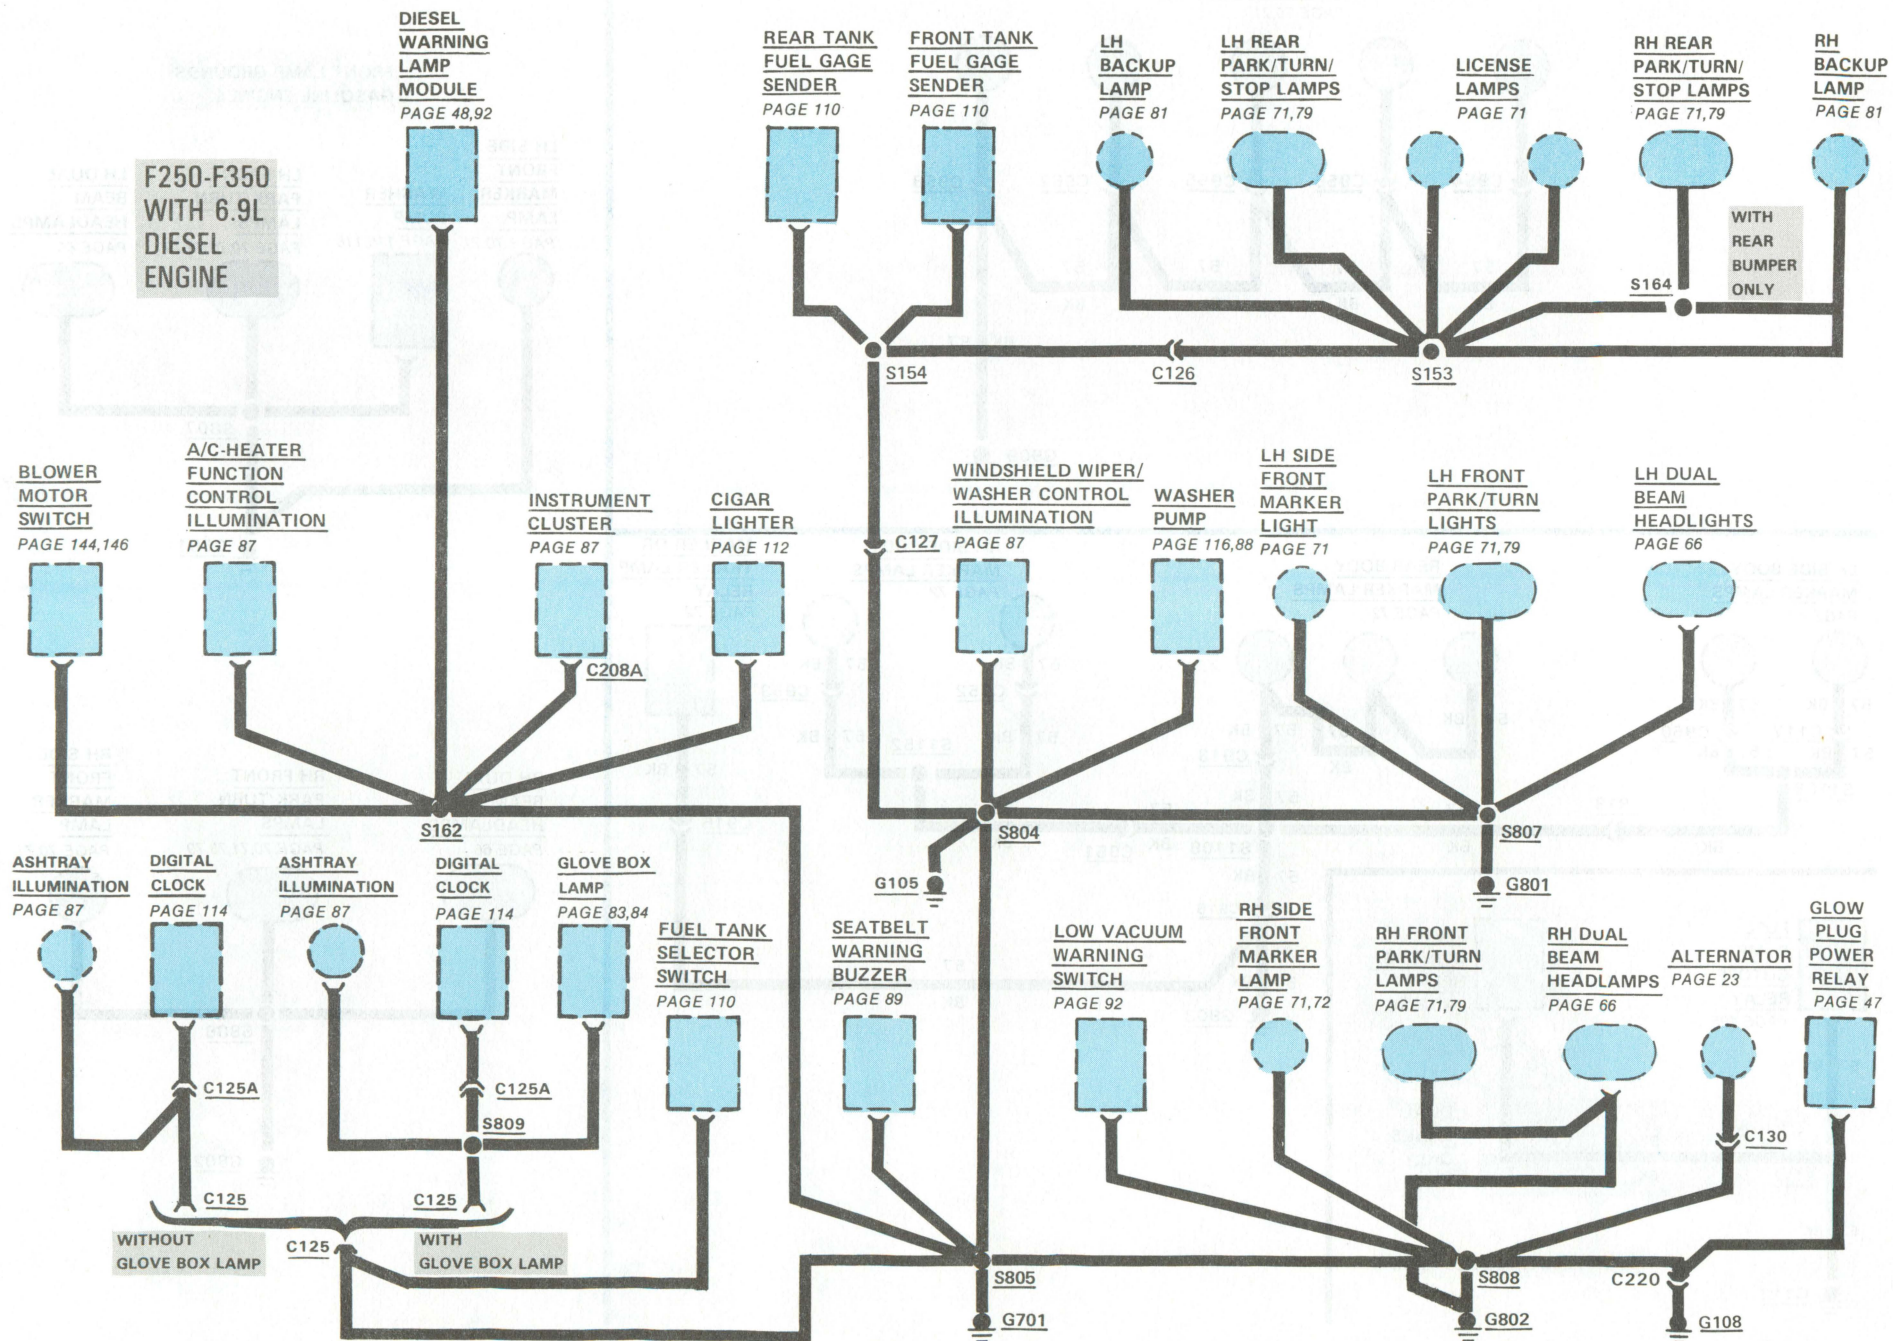 DIESEL
WARNING
LAMP
MODULE
PAGE 48,92
REAR TANK
FUEL GAGE
SENDER
PAGE 110
FRONT TANK
FUEL GAGE
SENDER
PAGE 110
LH
BACKUP
LAMP
PAGE 81
LH REAR
PARK/TURN/
STOP LAMPS
PAGE 71,79
LICENSE
LAMPS
PAGE 71
RH REAR
PARK/TURN/
STOP LAMPS
PAGE 71,79
RH
BACKUP
LAMP
PAGE 81
F250-F350
WITH 6.9L
DIESEL
ENGINE
WITH
REAR
BUMPER
ONLY
S164
S154
C126
S153
BLOWER
MOTOR
SWITCH
PAGE 144,146
A/C-HEATER
FUNCTION
CONTROL
ILLUMINATION
PAGE 87
INSTRUMENT
CLUSTER
PAGE 87
CIGAR
LIGHTER
PAGE 112
C127
WINDSHIELD WIPER/
WASHER CONTROL
ILLUMINATION
PAGE 87
WASHER
PUMP
PAGE 116,88
LH SIDE
FRONT
MARKER
LIGHT
PAGE 71
LH FRONT
PARK/TURN
LIGHTS
PAGE 71,79
LH DUAL
BEAM
HEADLIGHTS
PAGE 66
C208A
S162
S804
S807
G105
G801
ASHTRAY
ILLUMINATION
PAGE 87
DIGITAL
CLOCK
PAGE 114
ASHTRAY
ILLUMINATION
PAGE 87
DIGITAL
CLOCK
PAGE 114
GLOVE BOX
LAMP
PAGE 83,84
FUEL TANK
SELECTOR
SWITCH
PAGE 110
SEATBELT
WARNING
BUZZER
PAGE 89
LOW VACUUM
WARNING
SWITCH
PAGE 92
RH SIDE
FRONT
MARKER
LAMP
PAGE 71,72
RH FRONT
PARK/TURN
LAMPS
PAGE 71,79
RH DUAL
BEAM
HEADLAMPS
PAGE 66
ALTERNATOR
PAGE 23
GLOW
PLUG
POWER
RELAY
PAGE 47
C125A
C125A
S809
C130
C125
C125
WITHOUT
GLOVE BOX LAMP
C125
WITH
GLOVE BOX LAMP
S805
S808
C220
G701
G802
G108